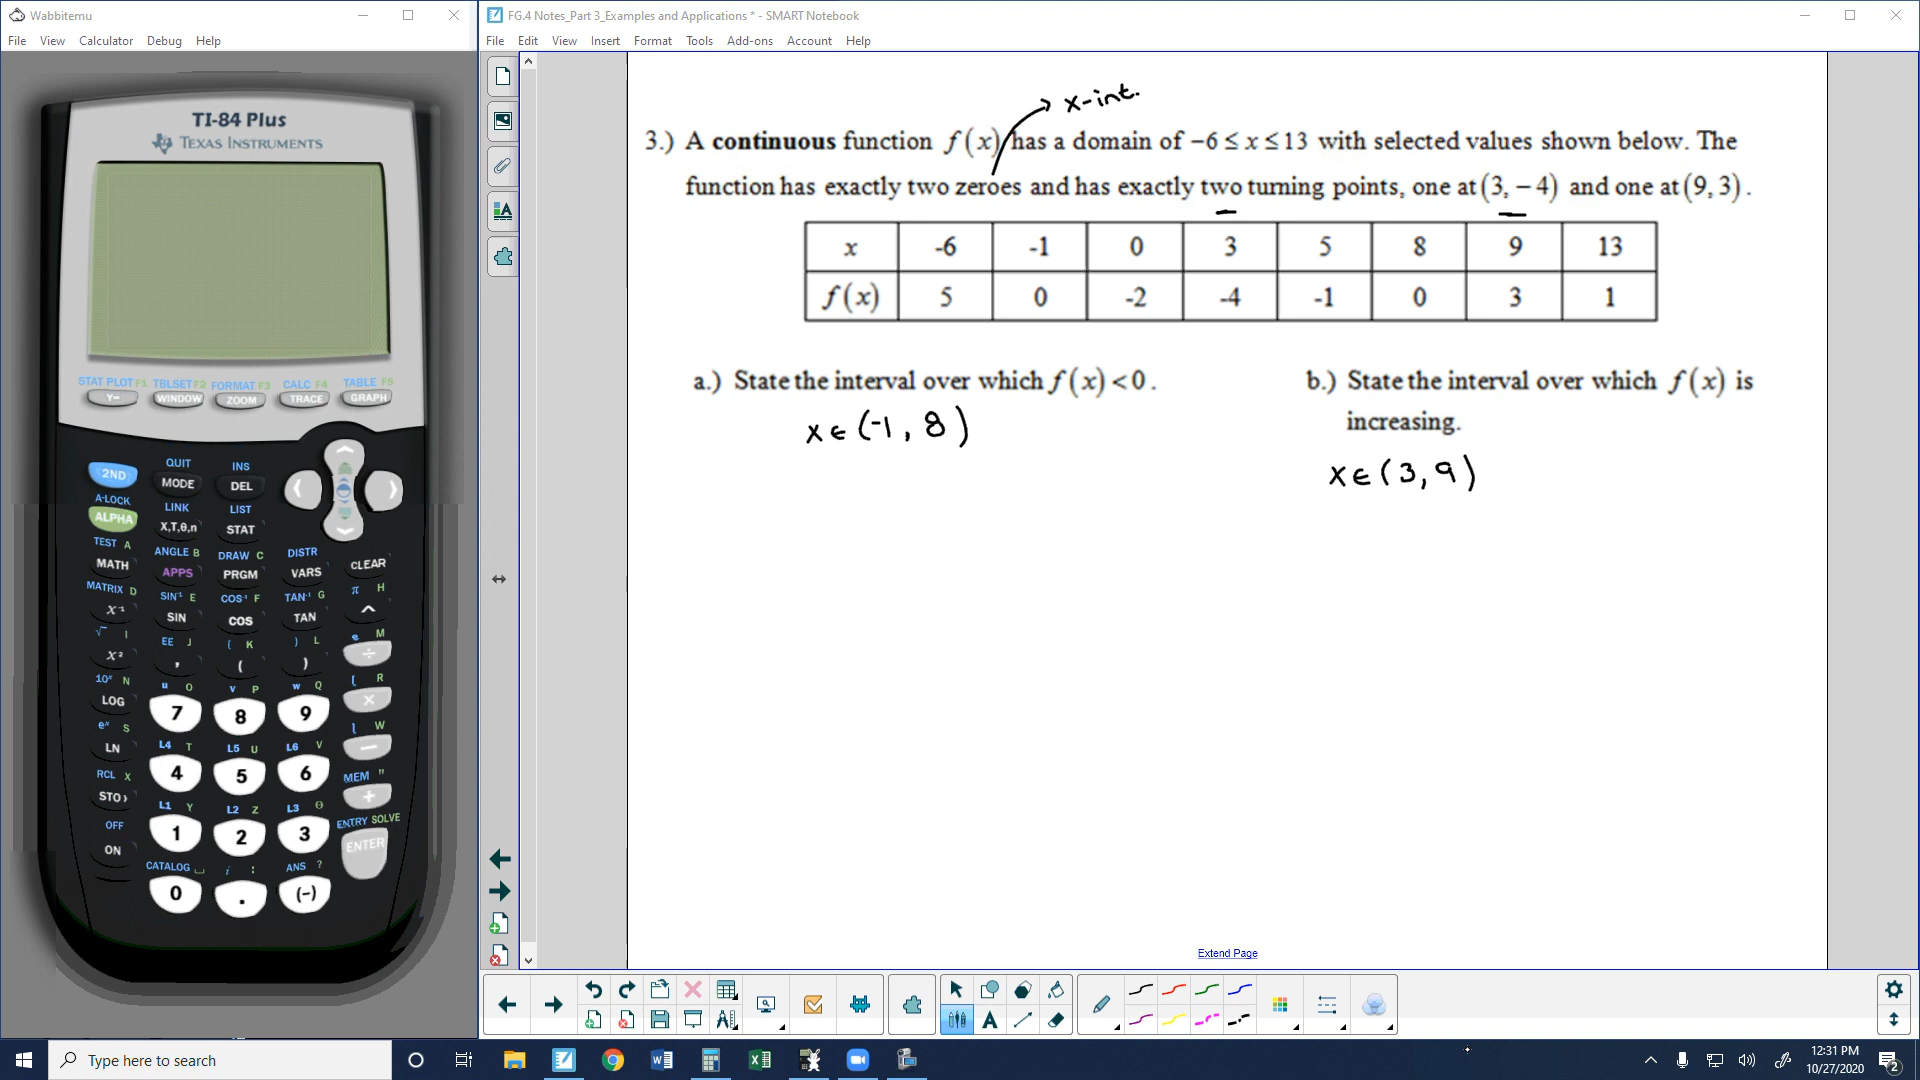 Wabbitemu
File View Calculator Debug Help
TI-84 Plus
TEXAS INSTRUMENTS
STAT PLOT F1 TBLSET F2 FORMAT F3 CALC F4 TABLE F5
Y= WINDOW ZOOM TRACE GRAPH
QUIT INS
2ND MODE DEL
A-LOCK LINK LIST
ALPHA X,T,θ,n STAT
TEST A ANGLE B DRAW C DISTR
MATH APPS PRGM VARS CLEAR
MATRIX D SIN⁻¹ E COS⁻¹ F TAN⁻¹ G π H
X⁻¹ SIN COS TAN ^
√ I EE J { K } L e M
X² , ( ) ÷
10ˣ N u O v P w Q [ R
LOG 7 8 9 ×
eˣ S L4 T L5 U L6 V ] W
LN 4 5 6 −
RCL X L1 Y L2 Z L3 θ MEM "
STO› 1 2 3 +
OFF CATALOG ␣ i : ANS ? ENTRY SOLVE
ON 0 . (-) ENTER
FG.4 Notes_Part 3_Examples and Applications * - SMART Notebook
File Edit View Insert Format Tools Add-ons Account Help
x-int.
3.) A continuous function f(x) has a domain of −6 ≤ x ≤ 13 with selected values shown below. The
function has exactly two zeroes and has exactly two turning points, one at (3, −4) and one at (9, 3).
x -6 -1 0 3 5 8 9 13
f(x) 5 0 -2 -4 -1 0 3 1
a.) State the interval over which f(x) < 0.
x ∈ (-1, 8)
b.) State the interval over which f(x) is
increasing.
x ∈ (3, 9)
Extend Page
Type here to search
12:31 PM
10/27/2020
2